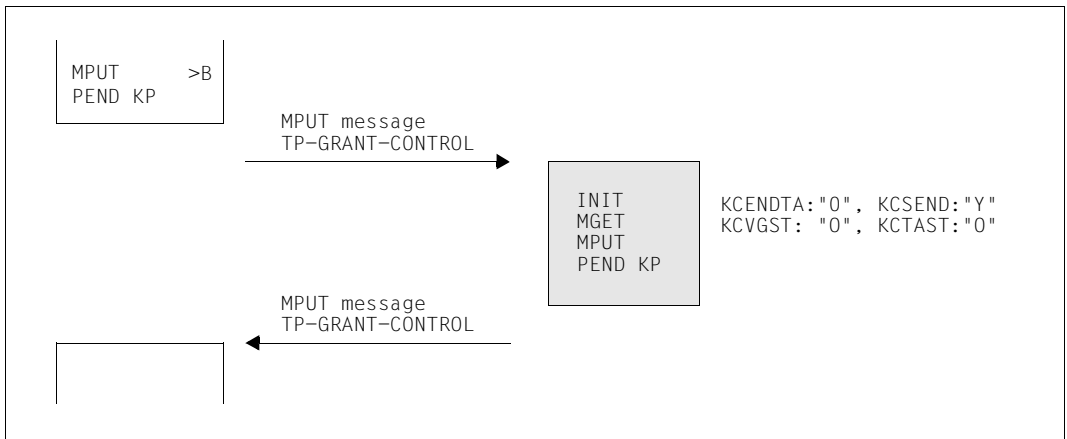 MPUT >B
PEND KP
MPUT message
TP-GRANT-CONTROL
INIT
MGET
MPUT
PEND KP
KCENDTA:"O", KCSEND:"Y"
KCVGST: "O", KCTAST:"O"
MPUT message
TP-GRANT-CONTROL